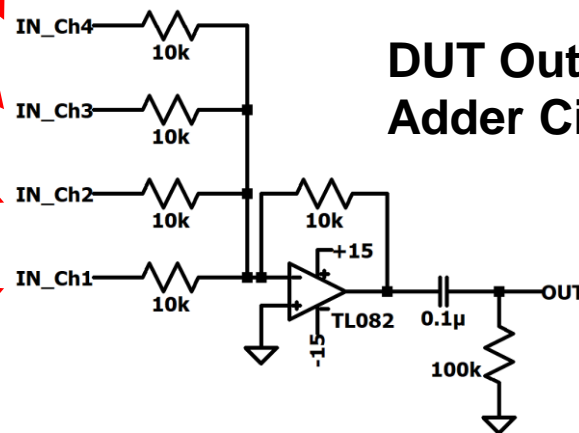 IN_Ch4
10k
DUT Out
Adder Ci
IN_Ch3
10k
IN_Ch2
10k
10k
+15
IN_Ch1
10k
TL082
-15
0.1µ
OUT
100k